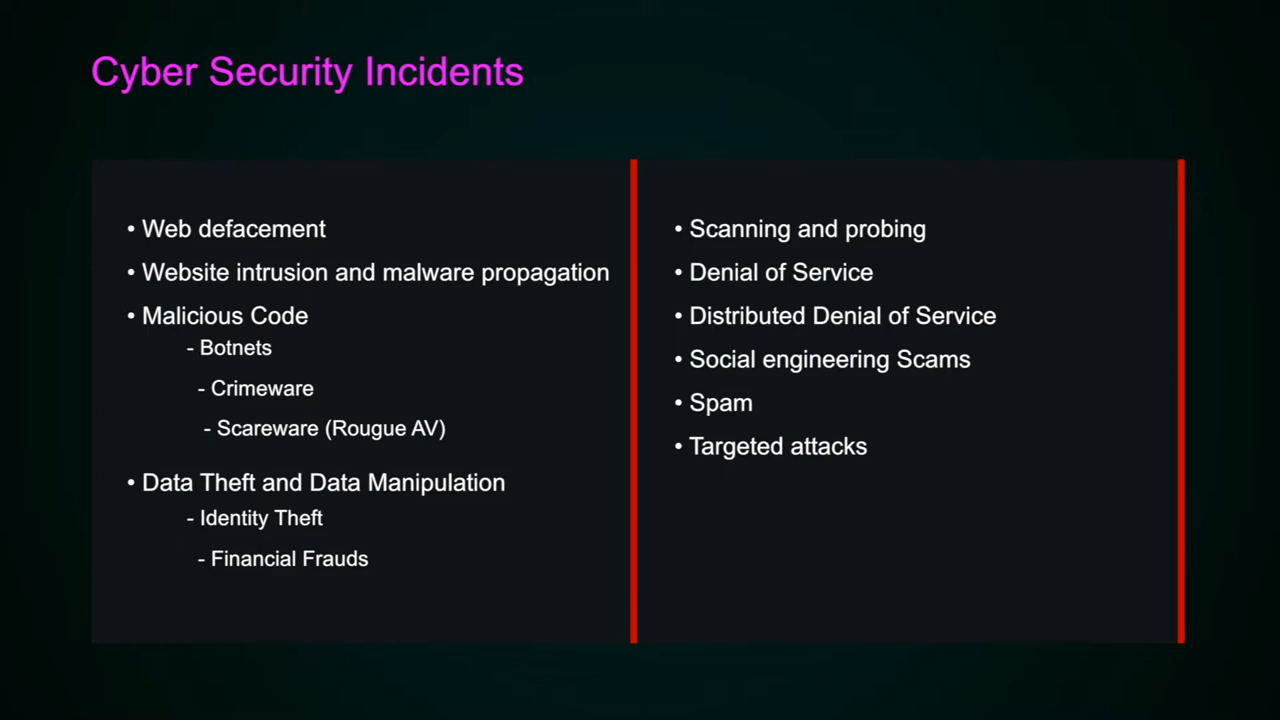 Cyber Security Incidents
• Web defacement
• Website intrusion and malware propagation
• Malicious Code
- Botnets
- Crimeware
- Scareware (Rougue AV)
• Data Theft and Data Manipulation
- Identity Theft
- Financial Frauds
• Scanning and probing
• Denial of Service
• Distributed Denial of Service
• Social engineering Scams
• Spam
• Targeted attacks